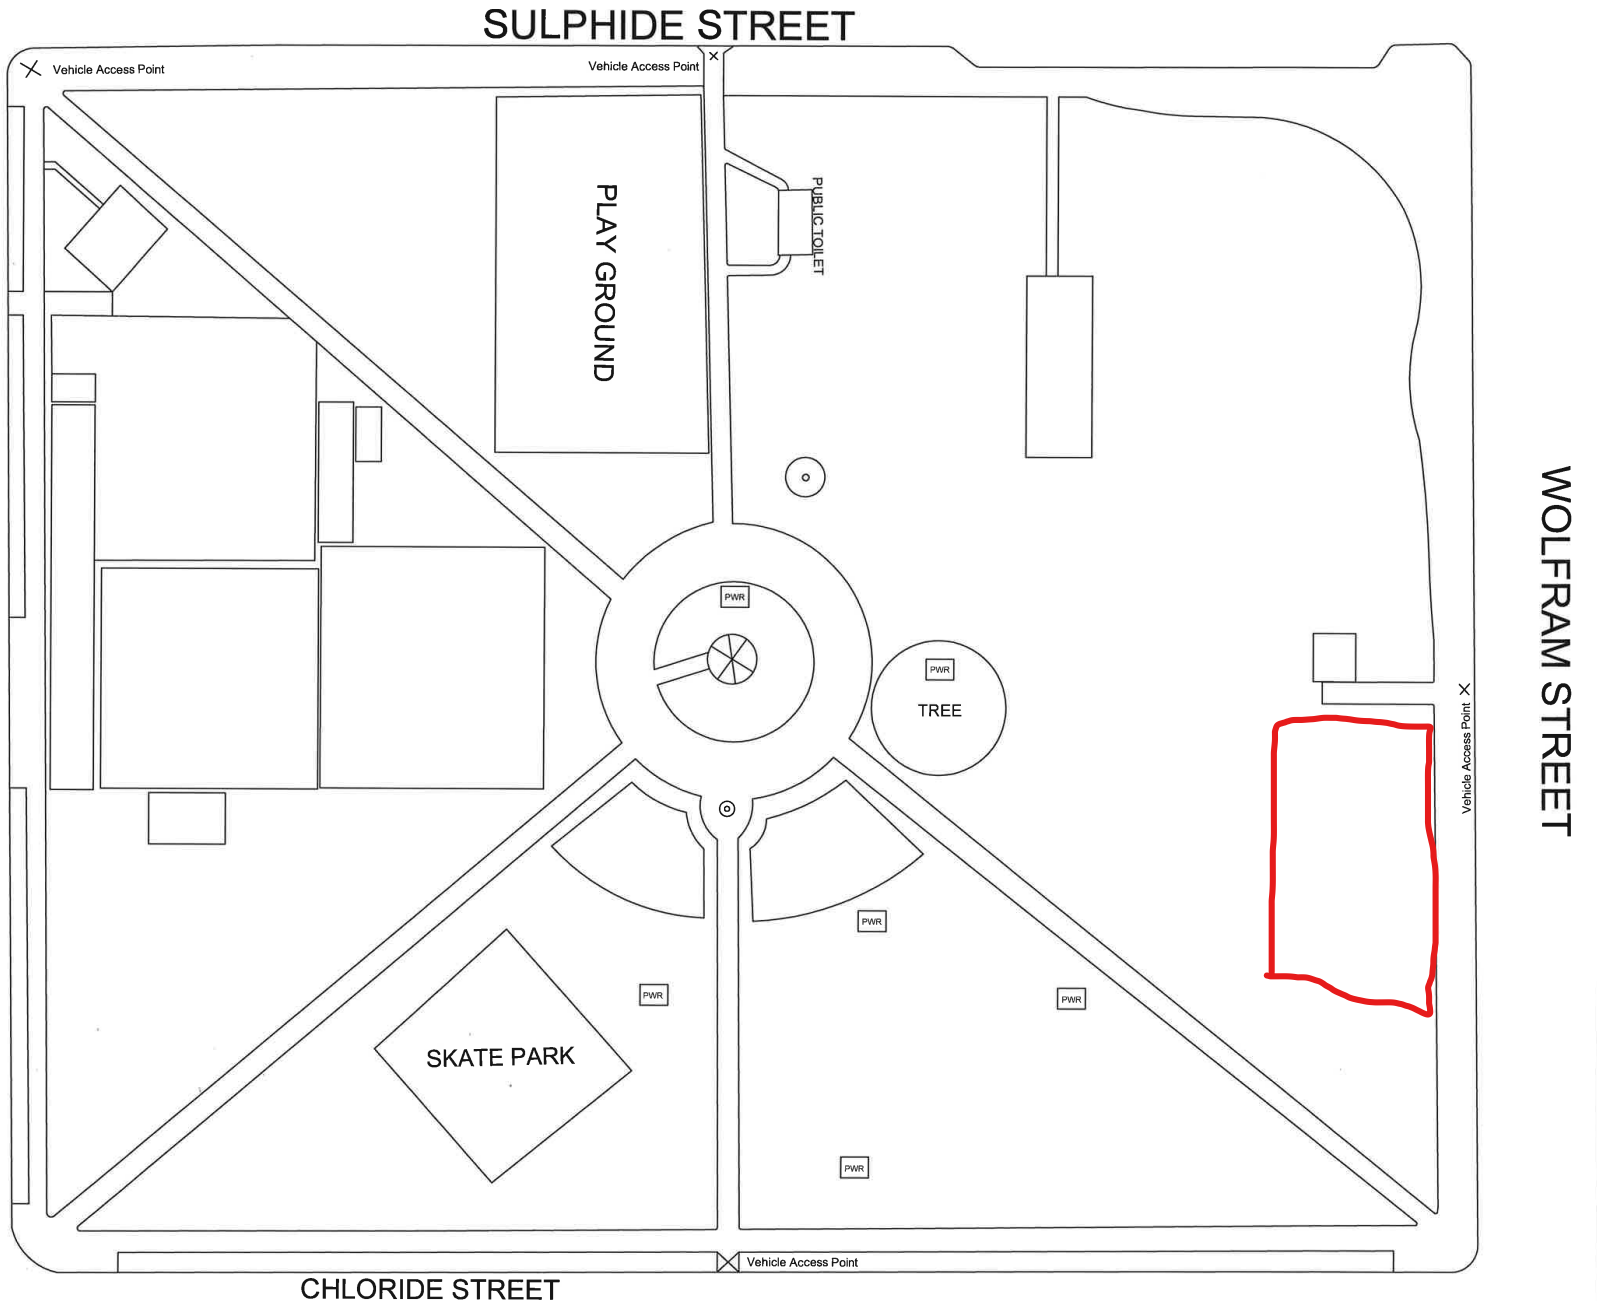 SULPHIDE STREET
Vehicle Access Point
Vehicle Access Point
PLAY GROUND
PUBLIC TOILET
WOLFRAM STREET
PWR
PWR
TREE
Vehicle Access Point
PWR
PWR
PWR
SKATE PARK
PWR
Vehicle Access Point
CHLORIDE STREET